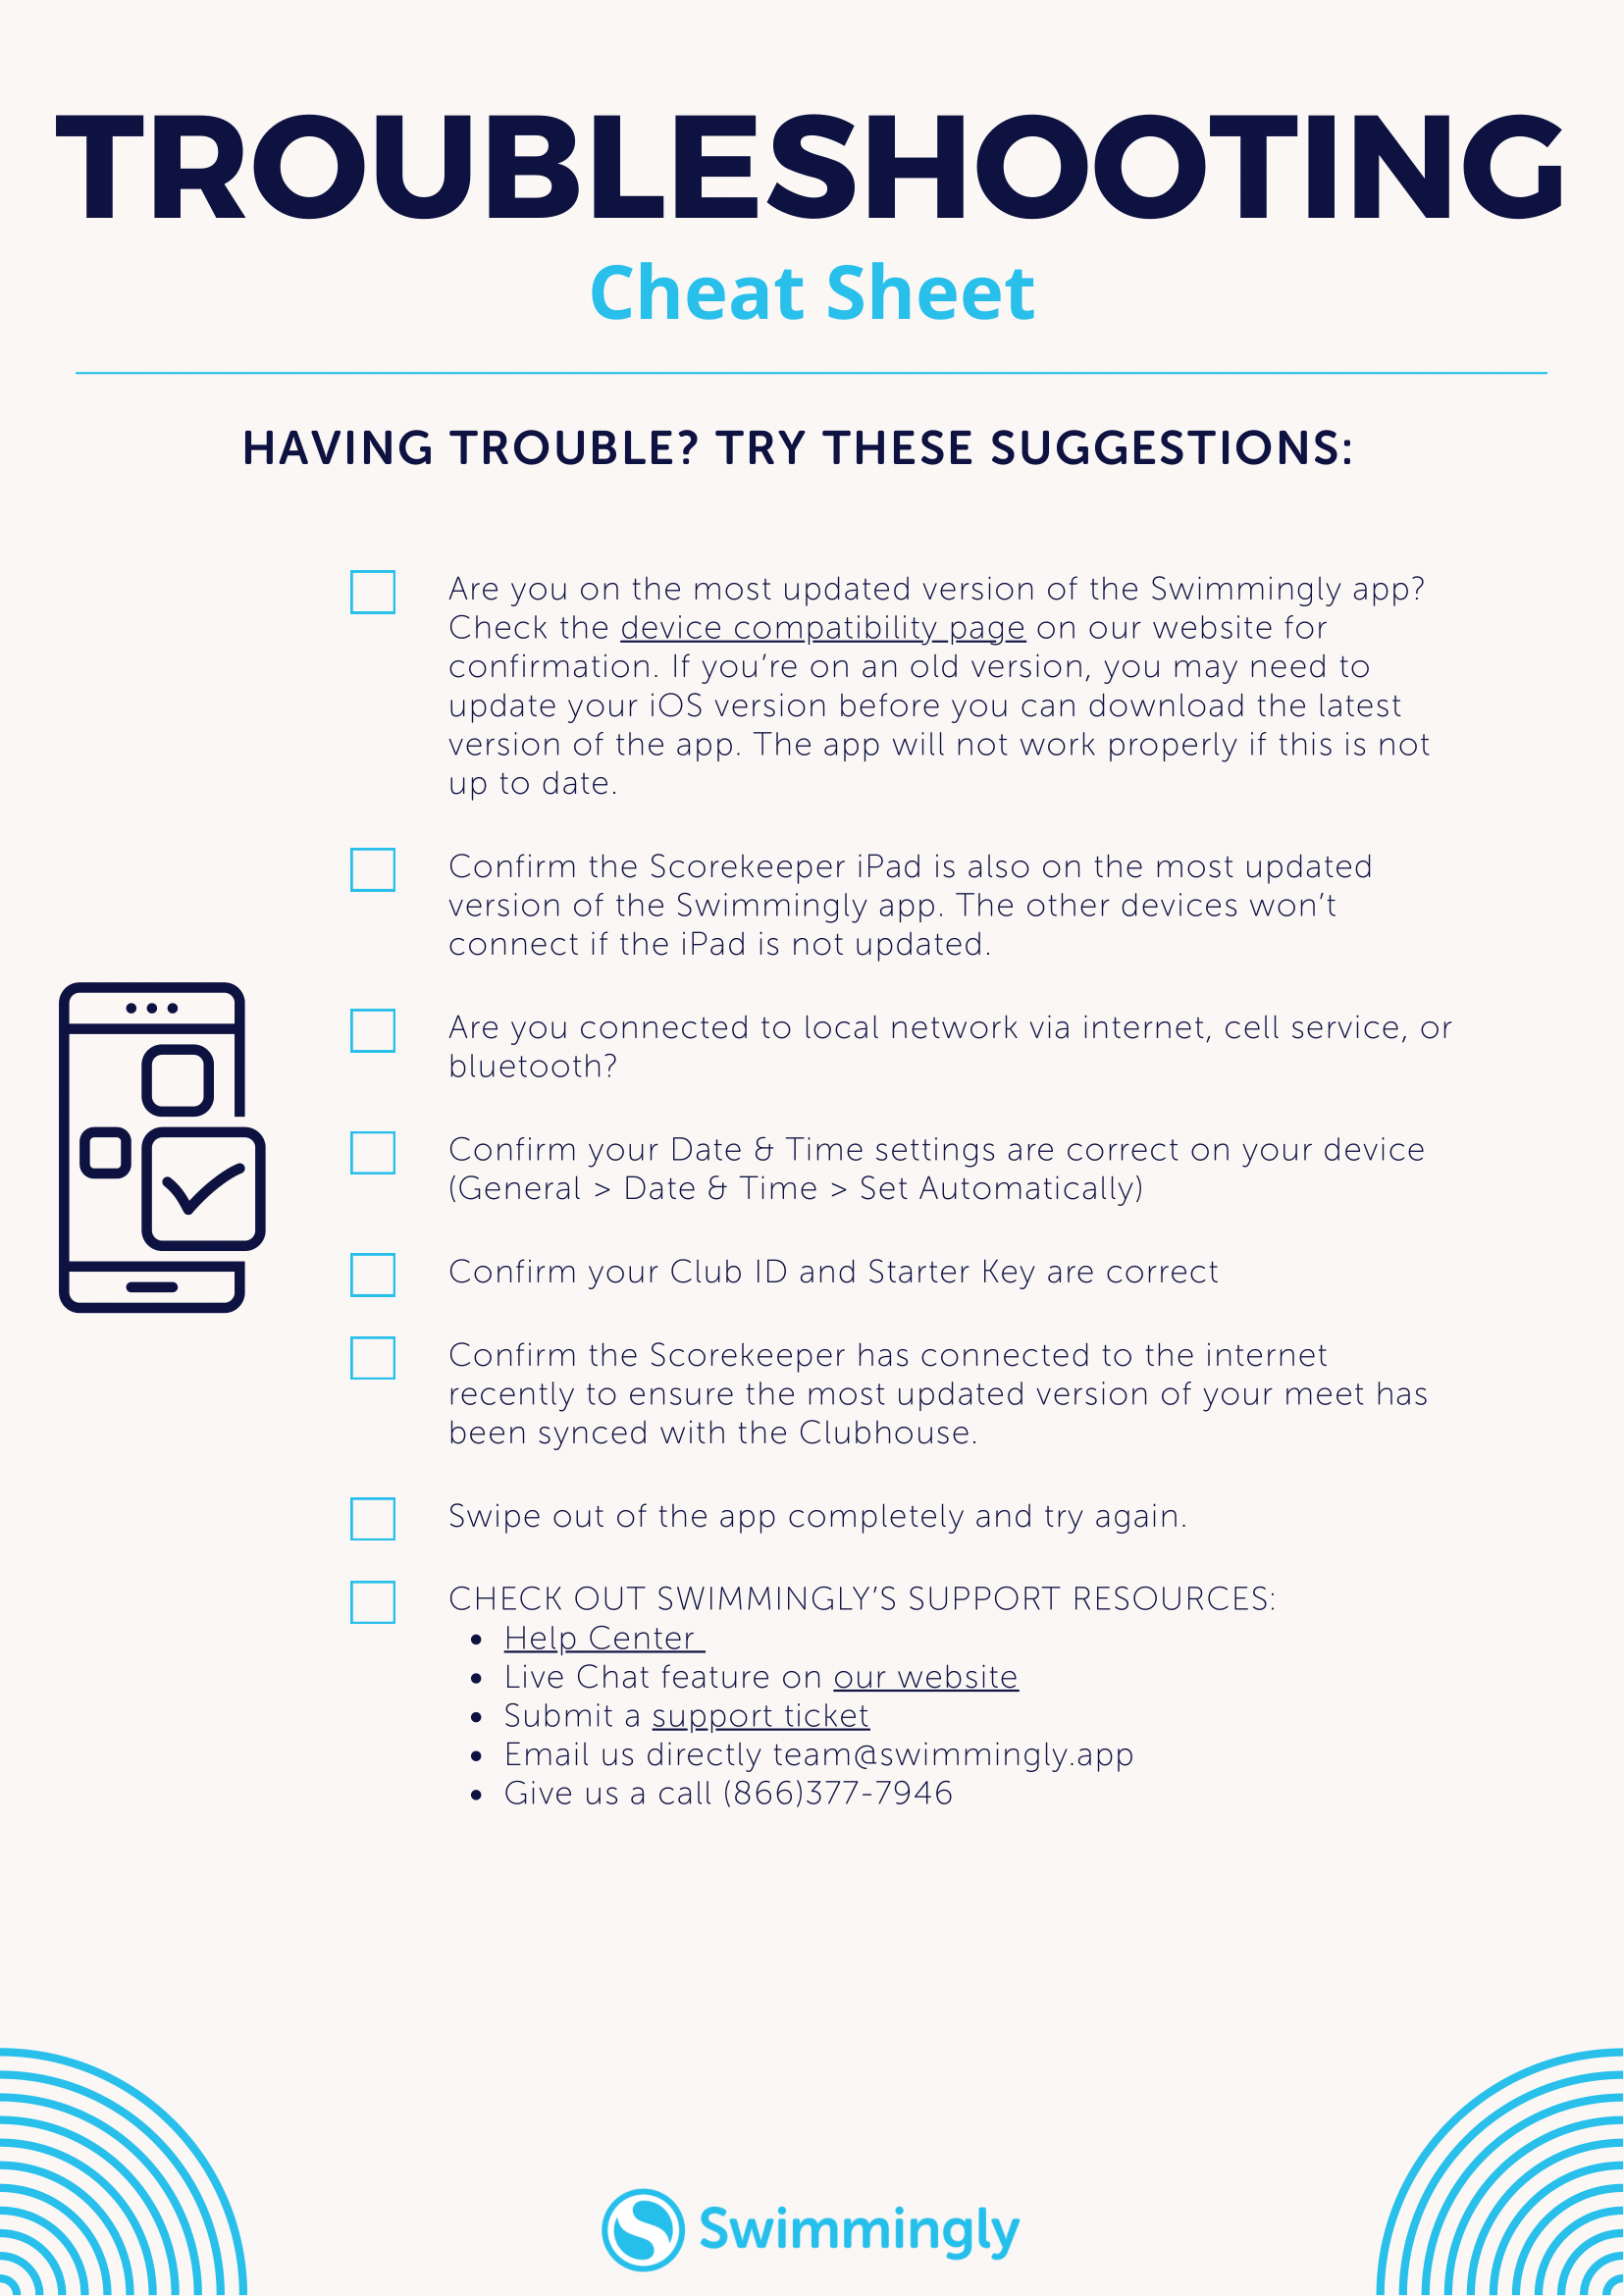 TROUBLESHOOTING
Cheat Sheet
HAVING TROUBLE? TRY THESE SUGGESTIONS:
Are you on the most updated version of the Swimmingly app?
Check the device compatibility page on our website for
confirmation. If you’re on an old version, you may need to
update your iOS version before you can download the latest
version of the app. The app will not work properly if this is not
up to date.
Confirm the Scorekeeper iPad is also on the most updated
version of the Swimmingly app. The other devices won’t
connect if the iPad is not updated.
Are you connected to local network via internet, cell service, or
bluetooth?
Confirm your Date & Time settings are correct on your device
(General > Date & Time > Set Automatically)
Confirm your Club ID and Starter Key are correct
Confirm the Scorekeeper has connected to the internet
recently to ensure the most updated version of your meet has
been synced with the Clubhouse.
Swipe out of the app completely and try again.
CHECK OUT SWIMMINGLY’S SUPPORT RESOURCES:
• Help Center
• Live Chat feature on our website
• Submit a support ticket
• Email us directly team@swimmingly.app
• Give us a call (866)377-7946
Swimmingly